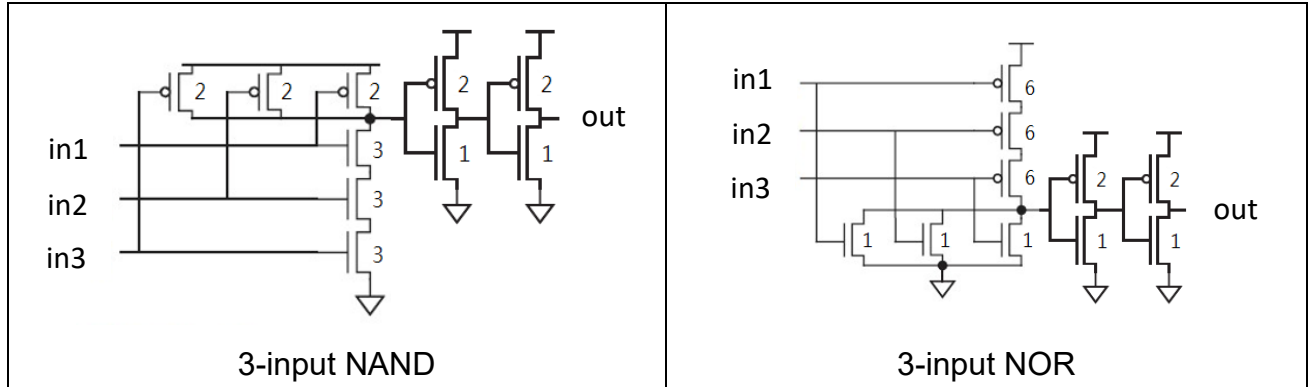 2 2 2 2 2
in1 3 1 1 out
in2 3
in3 3
3-input NAND
in1 6
in2 6
in3 6 2 2
1 1 1 1 1 out
3-input NOR